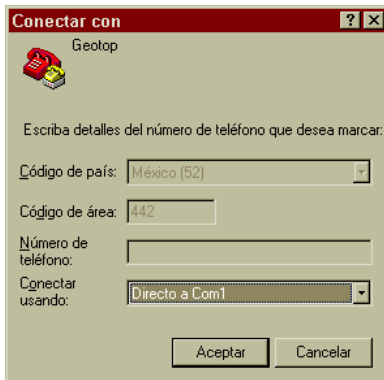 Conectar con
Geotop
Escriba detalles del número de teléfono que desea marcar:
Código de país: México (52)
Código de área: 442
Número de
teléfono:
Conectar
usando: Directo a Com1
Aceptar Cancelar